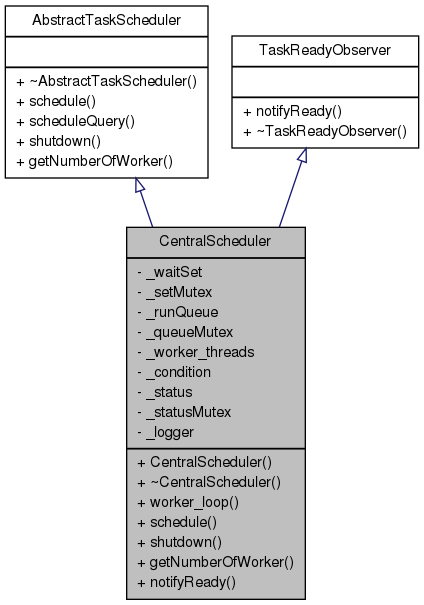 AbstractTaskScheduler
+ ~AbstractTaskScheduler()
+ schedule()
+ scheduleQuery()
+ shutdown()
+ getNumberOfWorker()
TaskReadyObserver
+ notifyReady()
+ ~TaskReadyObserver()
CentralScheduler
- _waitSet
- _setMutex
- _runQueue
- _queueMutex
- _worker_threads
- _condition
- _status
- _statusMutex
- _logger
+ CentralScheduler()
+ ~CentralScheduler()
+ worker_loop()
+ schedule()
+ shutdown()
+ getNumberOfWorker()
+ notifyReady()